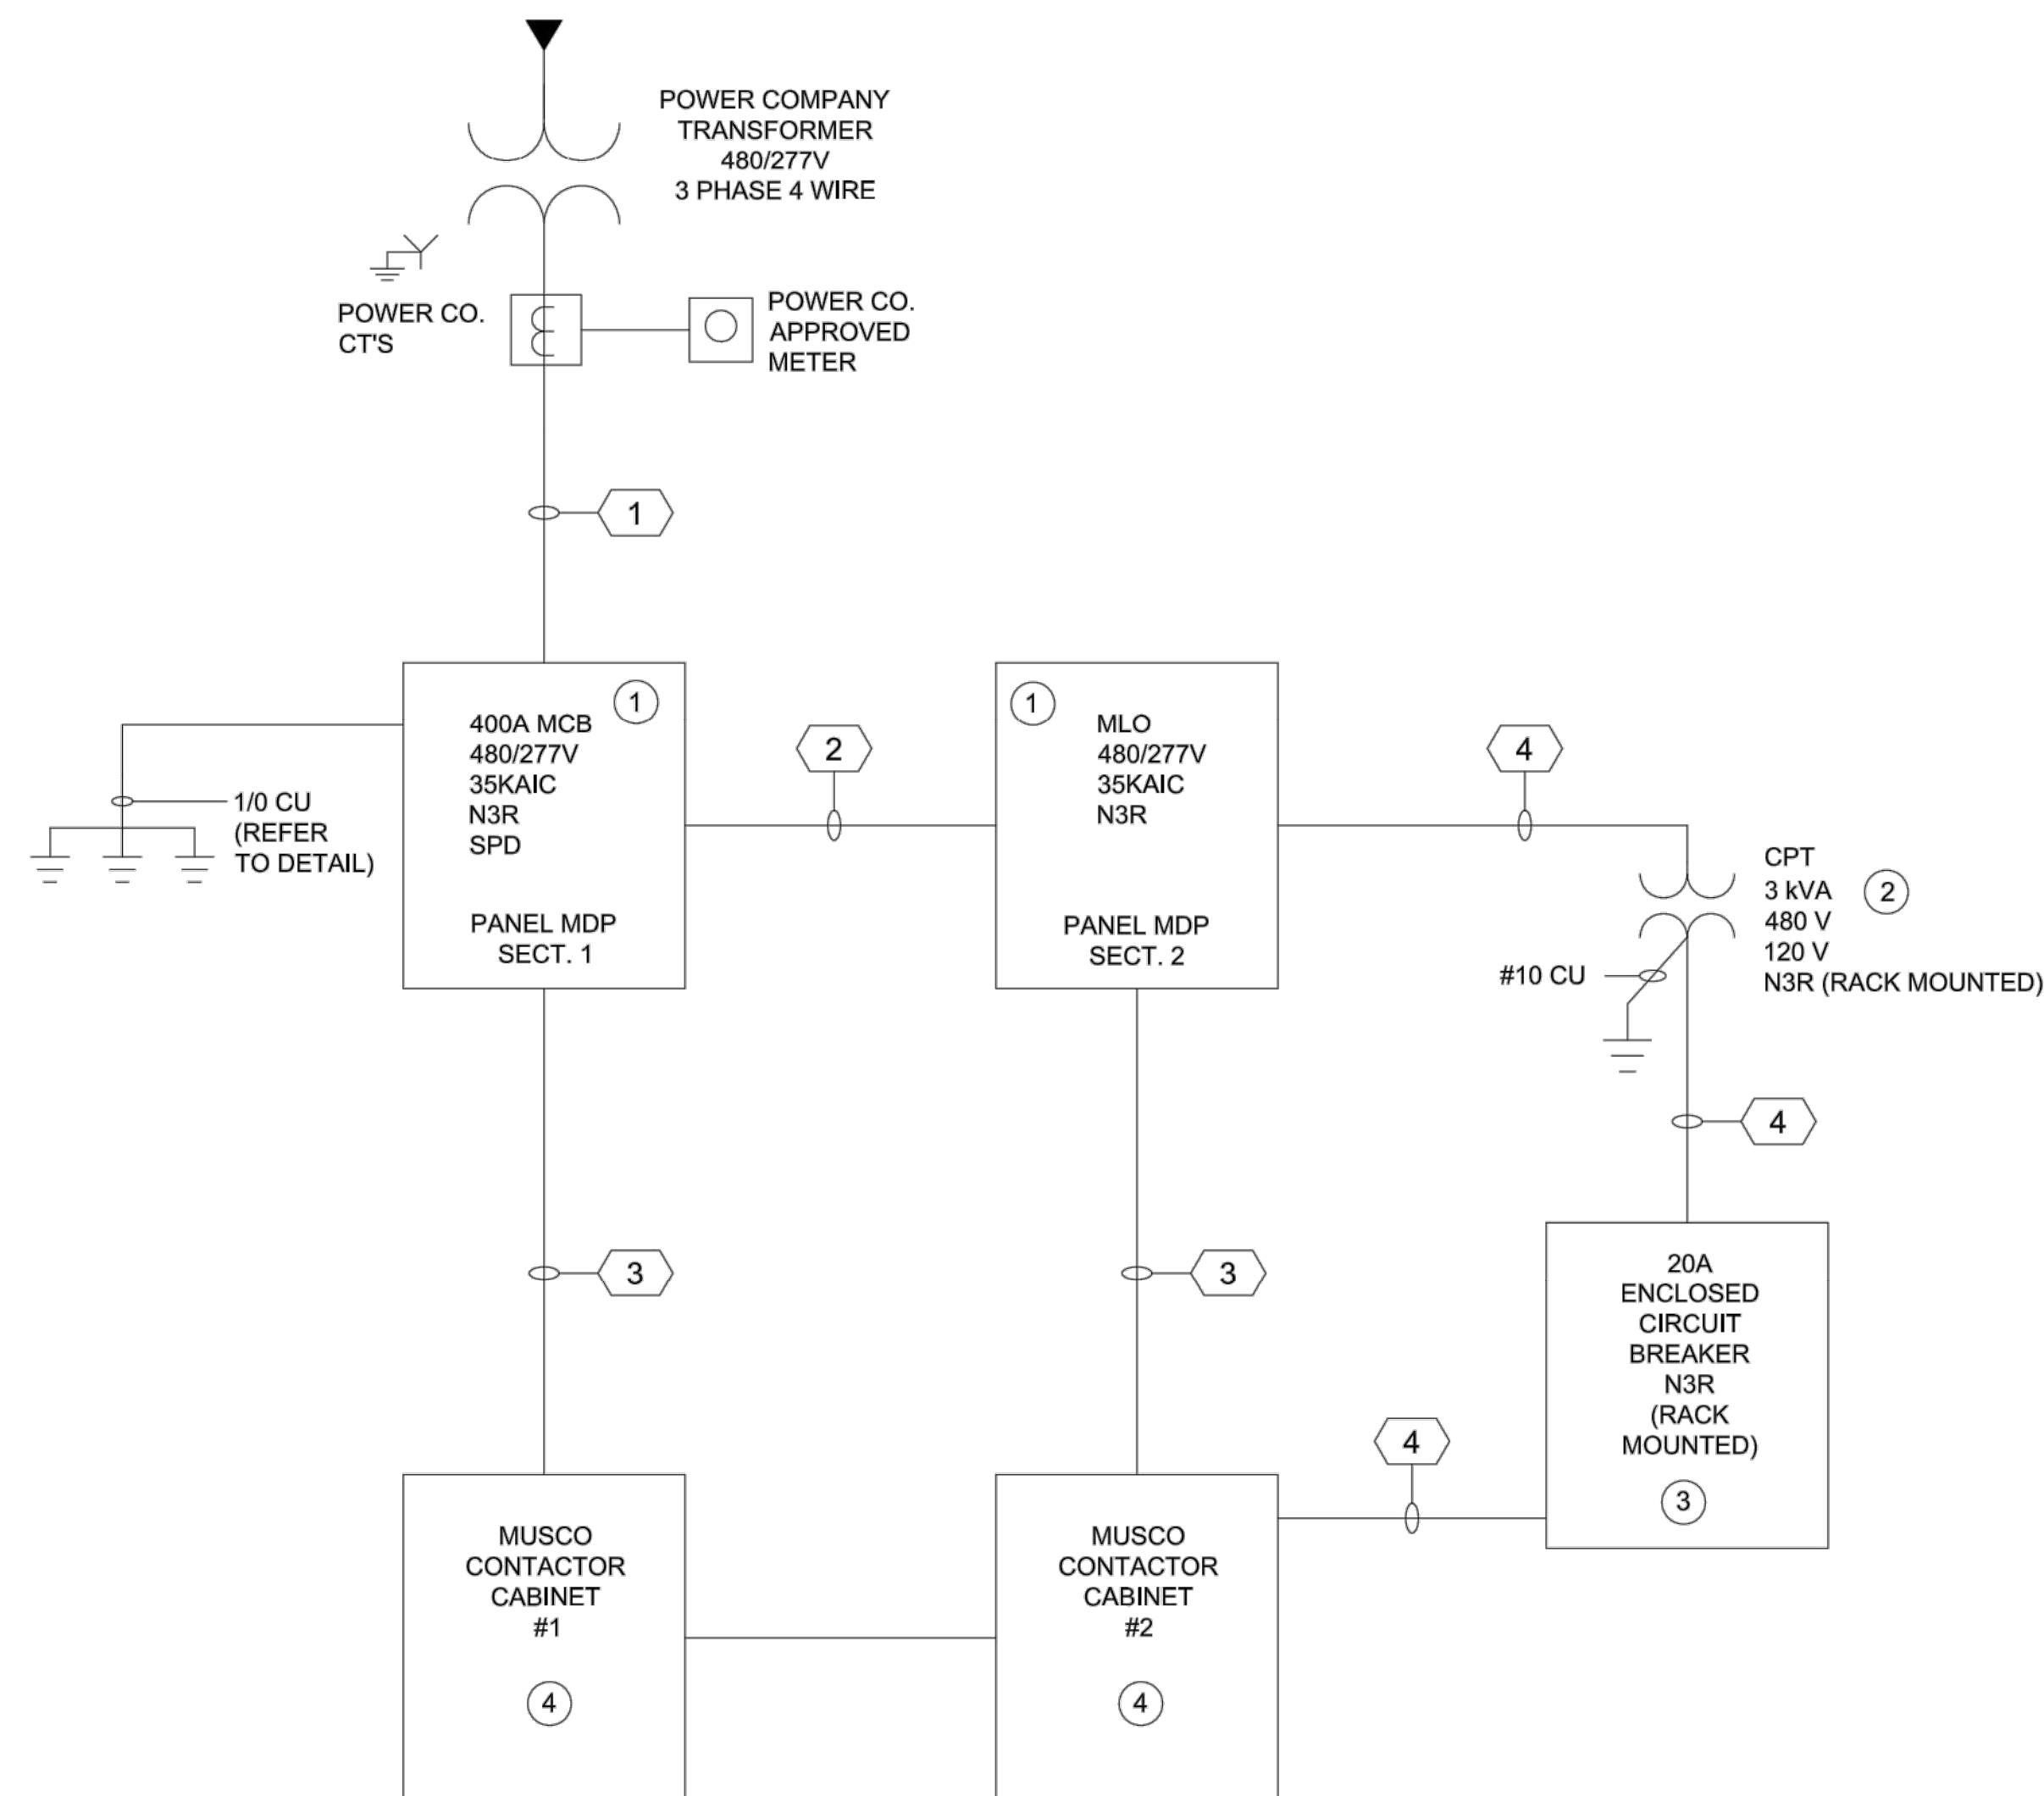 POWER COMPANY
TRANSFORMER
480/277V
3 PHASE 4 WIRE
POWER CO.
CT'S
POWER CO.
APPROVED
METER
1
1
400A MCB
480/277V
35KAIC
N3R
SPD
PANEL MDP
SECT. 1
1/0 CU
(REFER
TO DETAIL)
2
1
MLO
480/277V
35KAIC
N3R
PANEL MDP
SECT. 2
4
CPT
3 kVA
480 V
120 V
N3R (RACK MOUNTED)
2
#10 CU
4
3
3
20A
ENCLOSED
CIRCUIT
BREAKER
N3R
(RACK
MOUNTED)
3
4
MUSCO
CONTACTOR
CABINET
#1
4
MUSCO
CONTACTOR
CABINET
#2
4